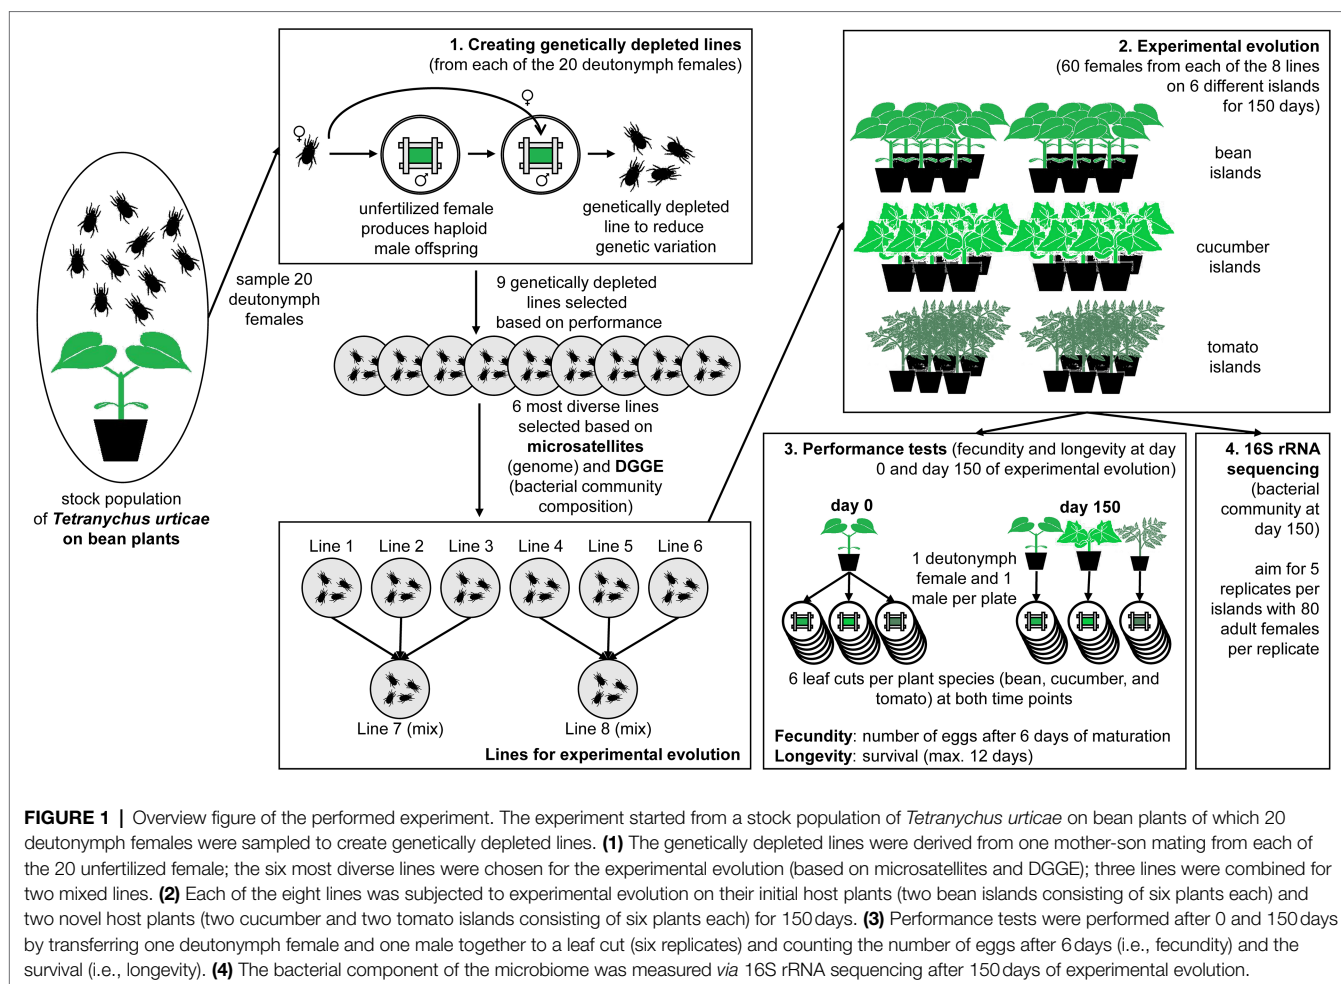 1. Creating genetically depleted lines
(from each of the 20 deutonymph females)
♀
♀
♂
♂
unfertilized female
produces haploid
male offspring
genetically depleted
line to reduce
genetic variation
sample 20
deutonymph
females
stock population
of Tetranychus urticae
on bean plants
9 genetically depleted
lines selected
based on performance
6 most diverse lines
selected based on
microsatellites
(genome) and DGGE
(bacterial community
composition)
Line 1 Line 2 Line 3 Line 4 Line 5 Line 6
Line 7 (mix) Line 8 (mix)
Lines for experimental evolution
2. Experimental evolution
(60 females from each of the 8 lines
on 6 different islands
for 150 days)
bean
islands
cucumber
islands
tomato
islands
3. Performance tests (fecundity and longevity at day
0 and day 150 of experimental evolution)
day 0
day 150
1 deutonymph
female and 1
male per plate
6 leaf cuts per plant species (bean, cucumber, and
tomato) at both time points
Fecundity: number of eggs after 6 days of maturation
Longevity: survival (max. 12 days)
4. 16S rRNA
sequencing
(bacterial
community at
day 150)
aim for 5
replicates per
islands with 80
adult females
per replicate
FIGURE 1 | Overview figure of the performed experiment. The experiment started from a stock population of Tetranychus urticae on bean plants of which 20
deutonymph females were sampled to create genetically depleted lines. (1) The genetically depleted lines were derived from one mother-son mating from each of
the 20 unfertilized female; the six most diverse lines were chosen for the experimental evolution (based on microsatellites and DGGE); three lines were combined for
two mixed lines. (2) Each of the eight lines was subjected to experimental evolution on their initial host plants (two bean islands consisting of six plants each) and
two novel host plants (two cucumber and two tomato islands consisting of six plants each) for 150 days. (3) Performance tests were performed after 0 and 150 days
by transferring one deutonymph female and one male together to a leaf cut (six replicates) and counting the number of eggs after 6 days (i.e., fecundity) and the
survival (i.e., longevity). (4) The bacterial component of the microbiome was measured via 16S rRNA sequencing after 150 days of experimental evolution.